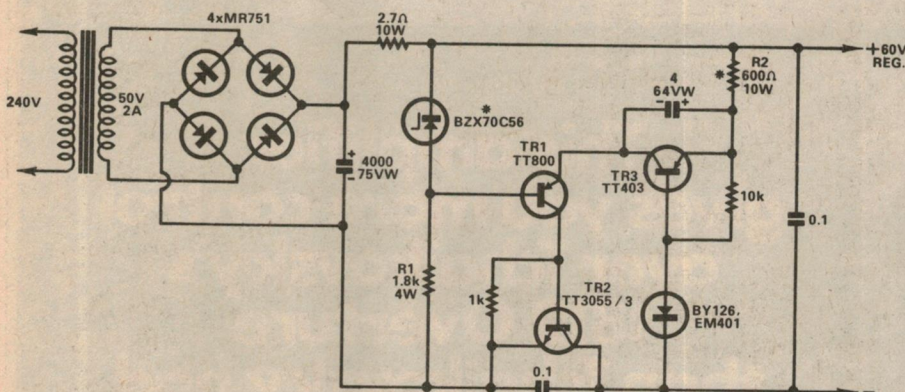 4xMR751
2.7Ω
10W
+60V
REG.
R2
600Ω
10W
*
4
64VW
240V
50V
2A
*
BZX70C56
TR1
TT800
+
-
4000
75VW
-
+
TR3
TT403
10k
0.1
R1
1.8k
4W
1k
TR2
TT3055/3
BY126,
EM401
0.1